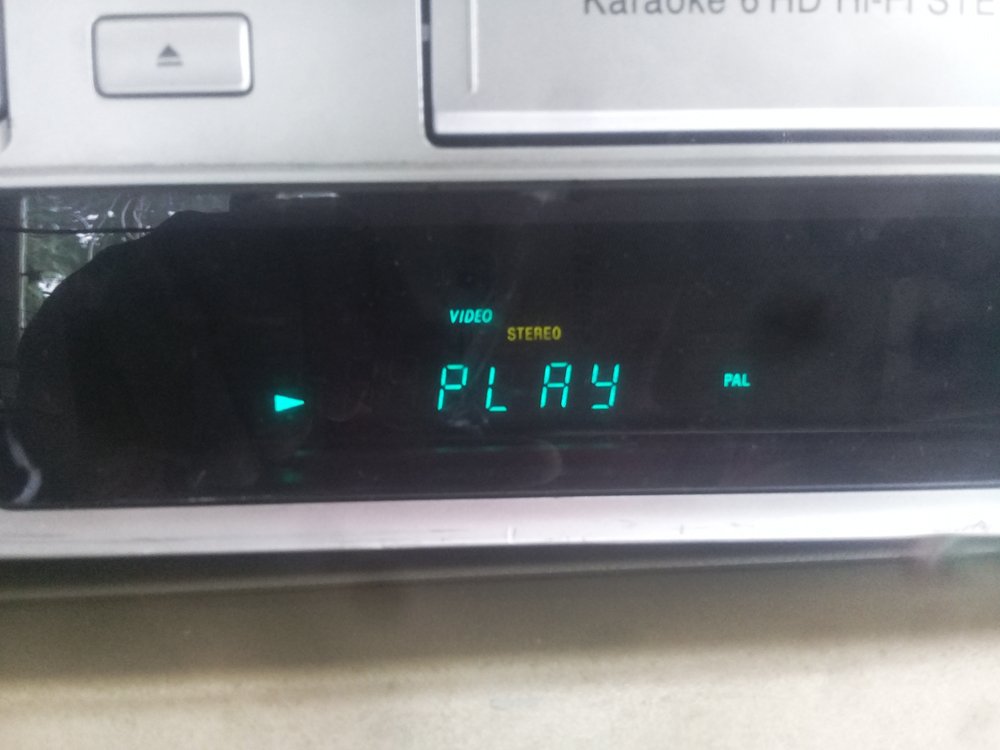 Karaoke 6 HD Hi-Fi STE
VIDEO
STEREO
PLAY
PAL